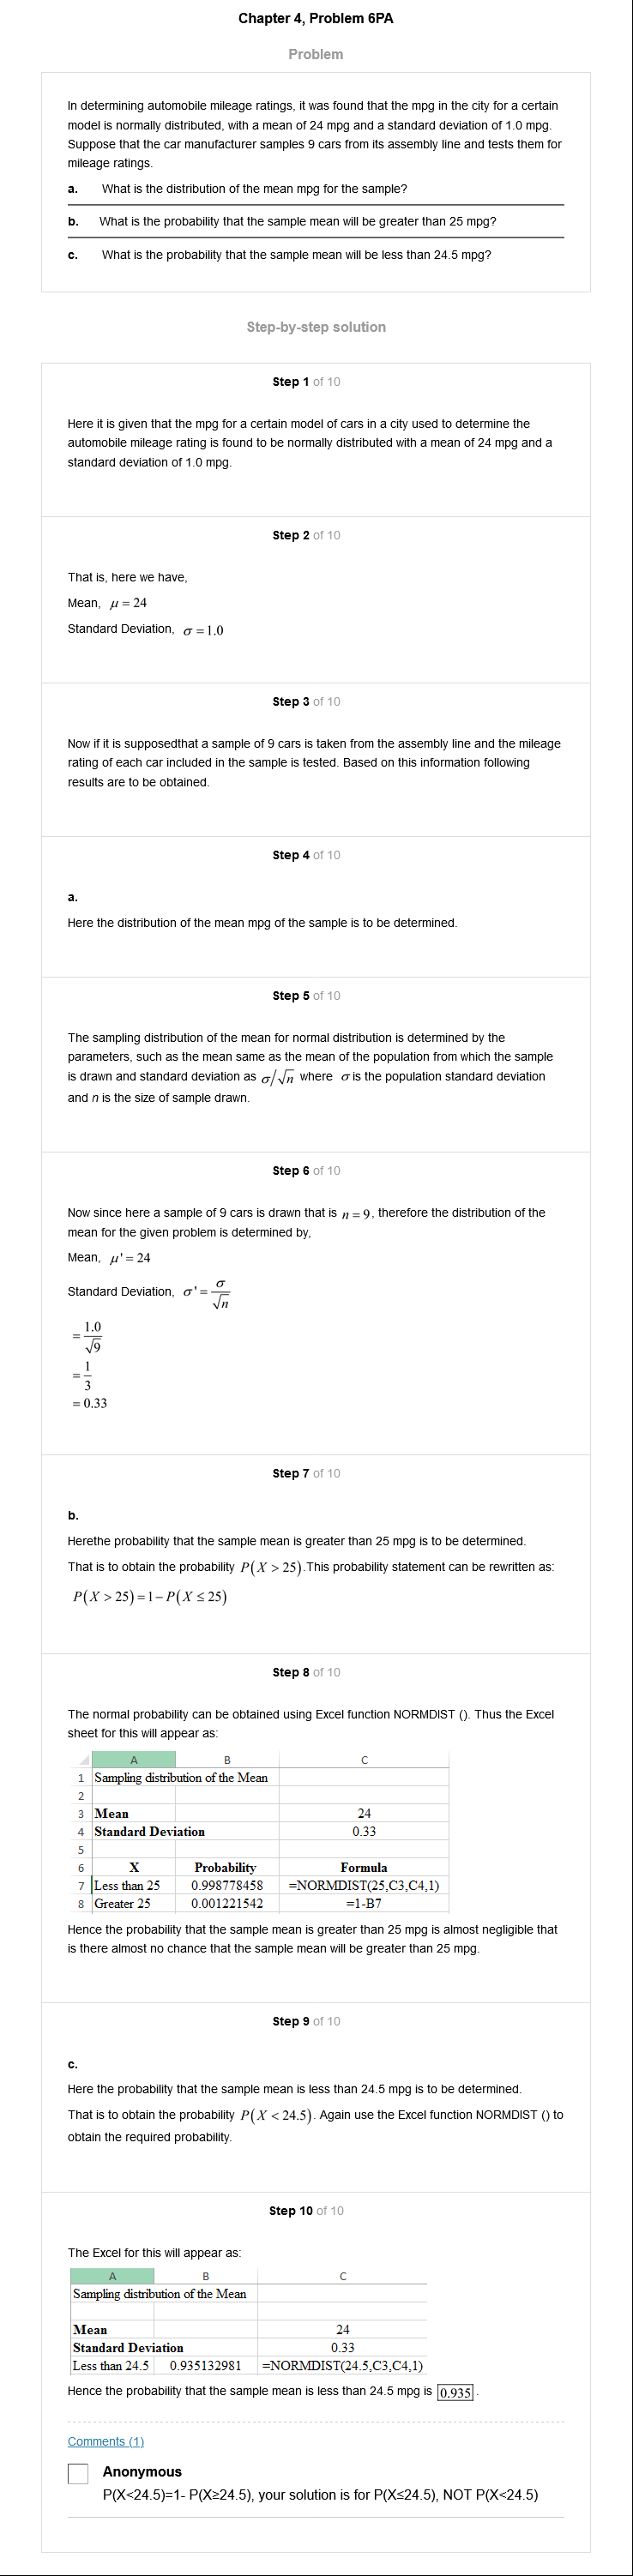 Chapter 4, Problem 6PA
Problem
In determining automobile mileage ratings, it was found that the mpg in the city for a certain
model is normally distributed, with a mean of 24 mpg and a standard deviation of 1.0 mpg.
Suppose that the car manufacturer samples 9 cars from its assembly line and tests them for
mileage ratings.
a. What is the distribution of the mean mpg for the sample?
b. What is the probability that the sample mean will be greater than 25 mpg?
c. What is the probability that the sample mean will be less than 24.5 mpg?
Step-by-step solution
Step 1 of 10
Here it is given that the mpg for a certain model of cars in a city used to determine the
automobile mileage rating is found to be normally distributed with a mean of 24 mpg and a
standard deviation of 1.0 mpg.
Step 2 of 10
That is, here we have,
Mean, μ = 24
Standard Deviation, σ = 1.0
Step 3 of 10
Now if it is supposedthat a sample of 9 cars is taken from the assembly line and the mileage
rating of each car included in the sample is tested. Based on this information following
results are to be obtained.
Step 4 of 10
a.
Here the distribution of the mean mpg of the sample is to be determined.
Step 5 of 10
The sampling distribution of the mean for normal distribution is determined by the
parameters, such as the mean same as the mean of the population from which the sample
is drawn and standard deviation as σ/√n where σ is the population standard deviation
and n is the size of sample drawn.
Step 6 of 10
Now since here a sample of 9 cars is drawn that is n = 9, therefore the distribution of the
mean for the given problem is determined by,
Mean, μ' = 24
Standard Deviation, σ' = σ/√n
= 1.0/√9
= 1/3
= 0.33
Step 7 of 10
b.
Herethe probability that the sample mean is greater than 25 mpg is to be determined.
That is to obtain the probability P(X > 25).This probability statement can be rewritten as:
P(X > 25) = 1 − P(X ≤ 25)
Step 8 of 10
The normal probability can be obtained using Excel function NORMDIST (). Thus the Excel
sheet for this will appear as:
A B C
1 Sampling distribution of the Mean
2
3 Mean 24
4 Standard Deviation 0.33
5
6 X Probability Formula
7 Less than 25 0.998778458 =NORMDIST(25,C3,C4,1)
8 Greater 25 0.001221542 =1-B7
Hence the probability that the sample mean is greater than 25 mpg is almost negligible that
is there almost no chance that the sample mean will be greater than 25 mpg.
Step 9 of 10
c.
Here the probability that the sample mean is less than 24.5 mpg is to be determined.
That is to obtain the probability P(X < 24.5). Again use the Excel function NORMDIST () to
obtain the required probability.
Step 10 of 10
The Excel for this will appear as:
A B C
Sampling distribution of the Mean
Mean 24
Standard Deviation 0.33
Less than 24.5 0.935132981 =NORMDIST(24.5,C3,C4,1)
Hence the probability that the sample mean is less than 24.5 mpg is 0.935.
Comments (1)
Anonymous
P(X<24.5)=1- P(X≥24.5), your solution is for P(X≤24.5), NOT P(X<24.5)